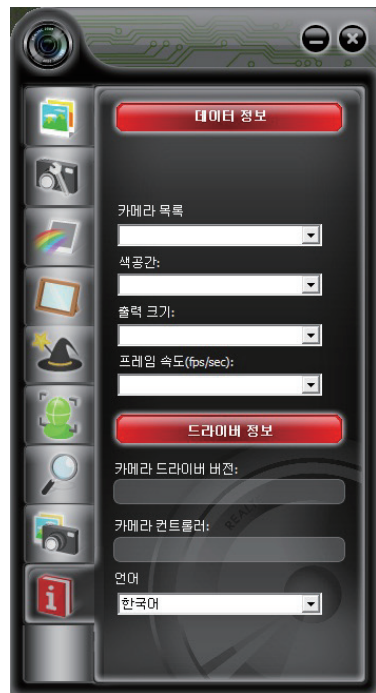 데이터 정보
카메라 목록
색공간:
출력 크기:
프레임 속도(fps/sec):
드라이버 정보
카메라 드라이버 버전:
카메라 컨트롤러:
언어
한국어